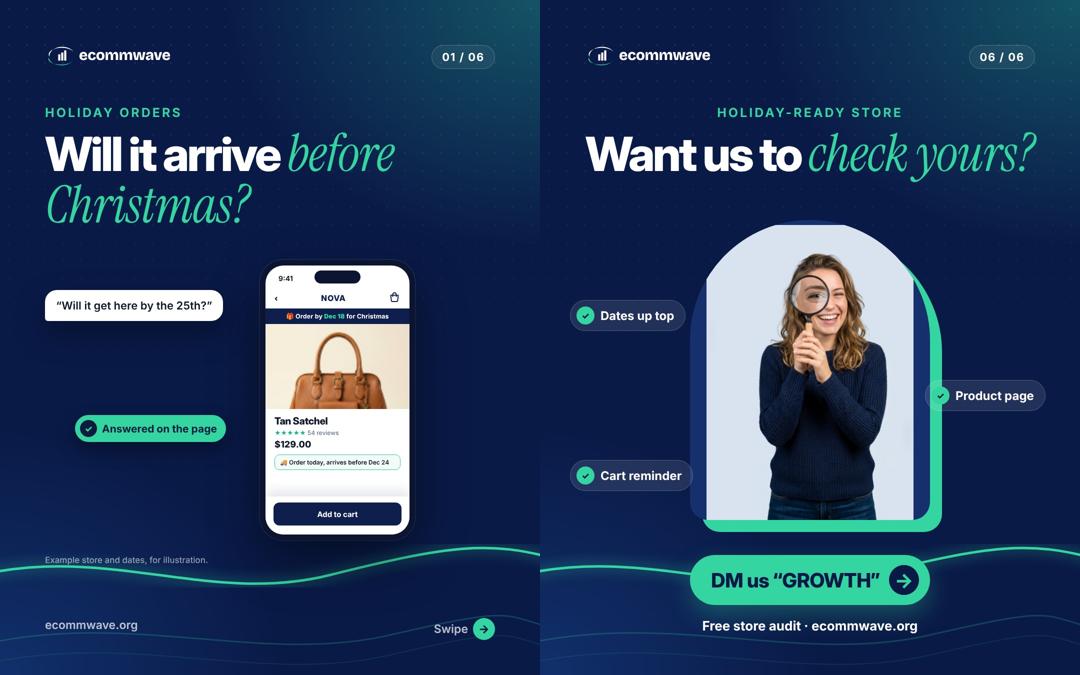 ecommwave
01 / 06
HOLIDAY ORDERS
Will it arrive before
Christmas?
“Will it get here by the 25th?”
Answered on the page
9:41
NOVA
🎁 Order by Dec 18 for Christmas
Tan Satchel
★★★★★ 54 reviews
$129.00
🚚 Order today, arrives before Dec 24
Add to cart
Example store and dates, for illustration.
ecommwave.org
Swipe
ecommwave
06 / 06
HOLIDAY-READY STORE
Want us to check yours?
Dates up top
Product page
Cart reminder
DM us “GROWTH”
Free store audit · ecommwave.org